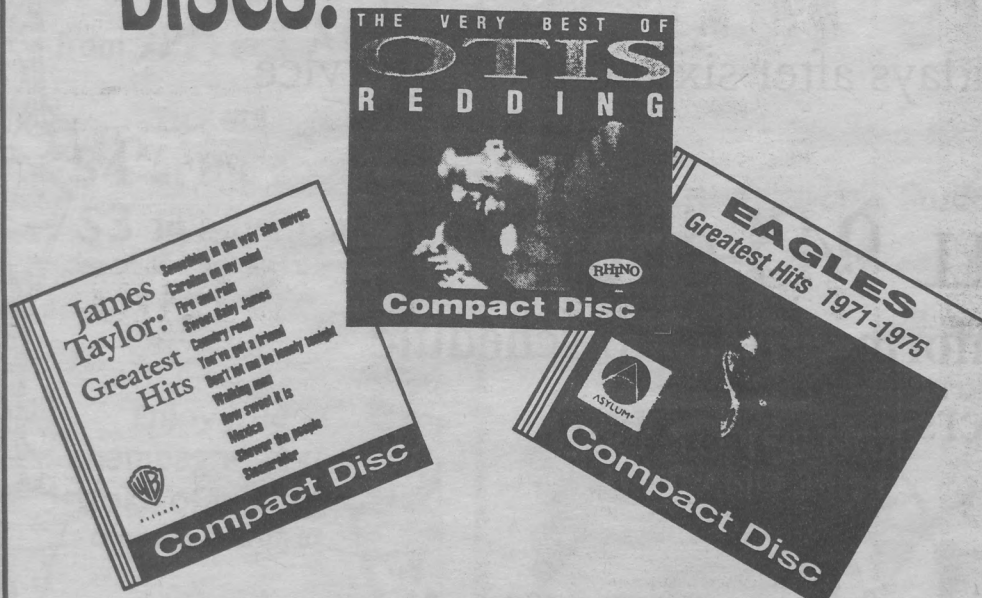 DISCS.
THE VERY BEST OF
OTIS
REDDING
RHINO
Compact Disc
James
Taylor:
Greatest
Hits
Something in the way she moves
Carolina on my mind
Fire and rain
Sweet Baby James
Country road
You've got a friend
Don't let me be lonely tonight
Walking man
How sweet it is
Mexico
Shower the people
Steamroller
WB
RECORDS
Compact Disc
EAGLES
Greatest Hits 1971-1975
ASYLUM
Compact Disc